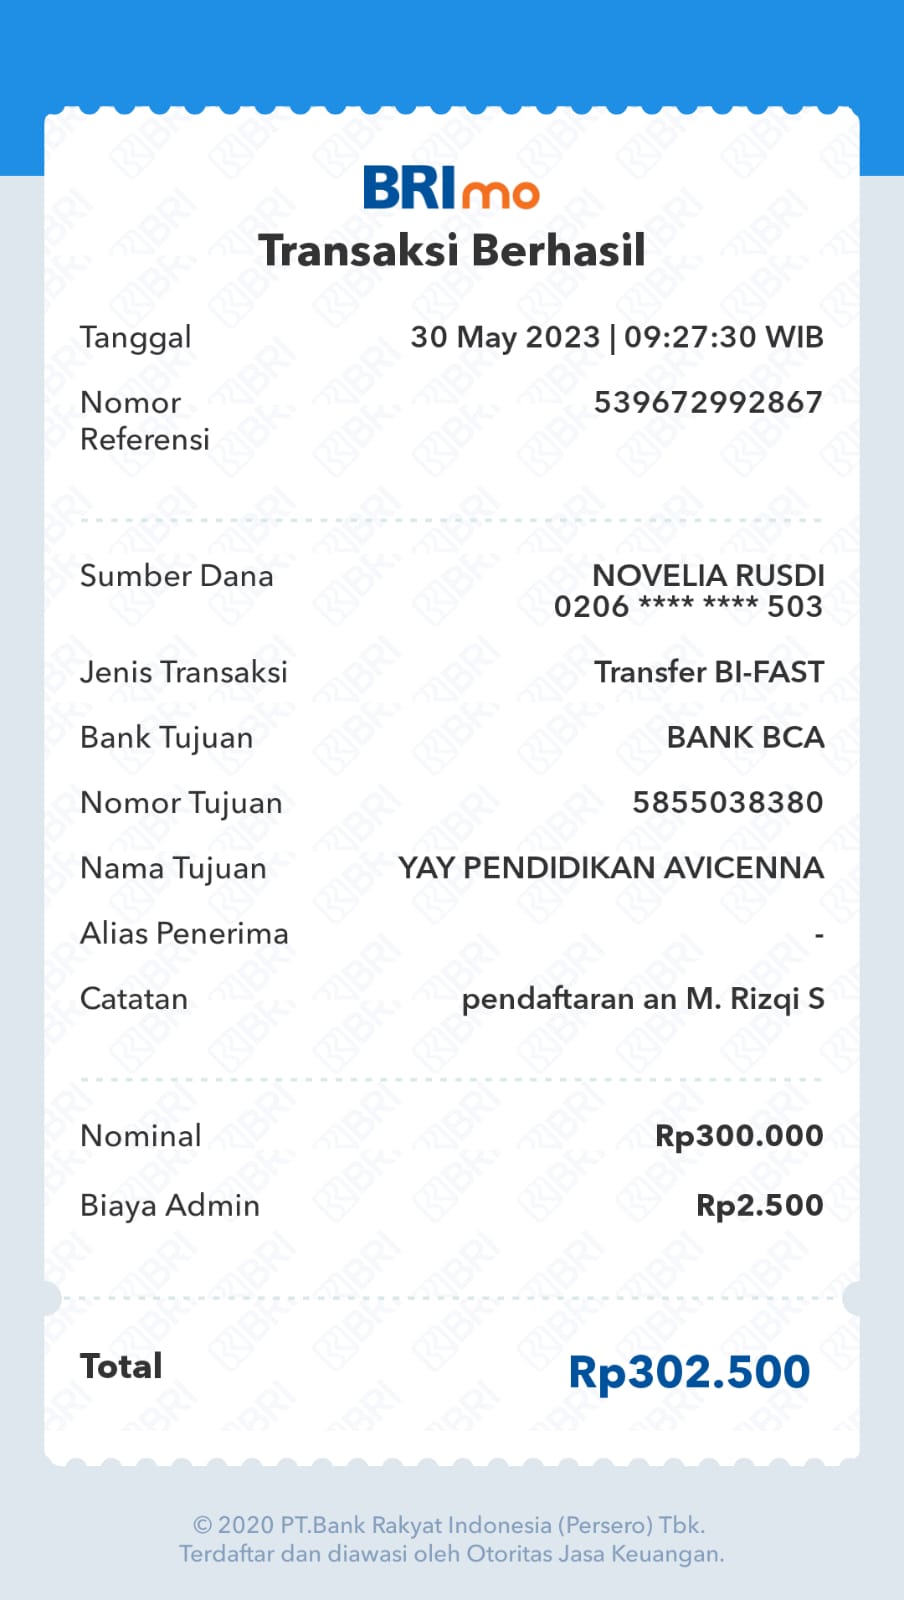 BRImo
Transaksi Berhasil
Tanggal 30 May 2023 | 09:27:30 WIB
Nomor Referensi 539672992867
Sumber Dana NOVELIA RUSDI
0206 **** **** 503
Jenis Transaksi Transfer BI-FAST
Bank Tujuan BANK BCA
Nomor Tujuan 5855038380
Nama Tujuan YAY PENDIDIKAN AVICENNA
Alias Penerima -
Catatan pendaftaran an M. Rizqi S
Nominal Rp300.000
Biaya Admin Rp2.500
Total Rp302.500
© 2020 PT.Bank Rakyat Indonesia (Persero) Tbk.
Terdaftar dan diawasi oleh Otoritas Jasa Keuangan.